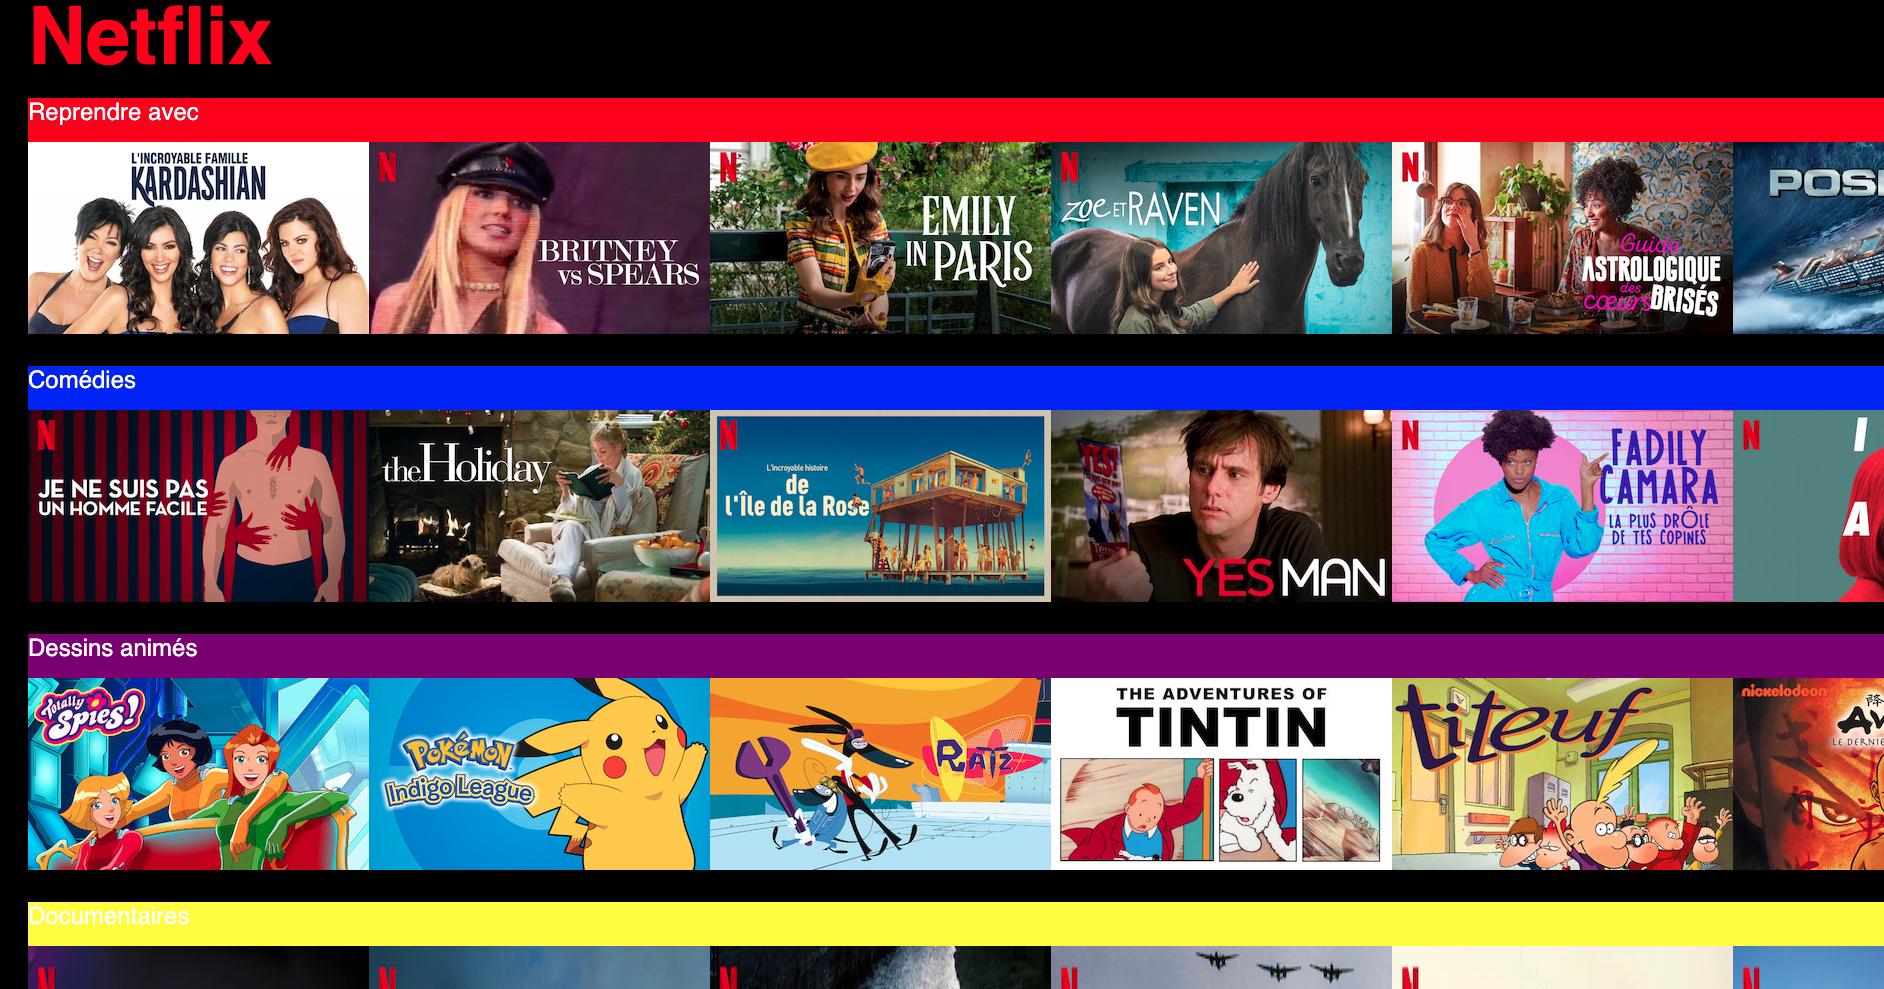 Netflix
Reprendre avec
L'INCROYABLE FAMILLE
KARDASHIAN
N
BRITNEY
VS SPEARS
N
EMILY
IN PARIS
N
ZOE ET RAVEN
N
Guide
ASTROLOGIQUE
des
cœurs BRISÉS
POS
Comédies
N
JE NE SUIS PAS
UN HOMME FACILE
the Holiday
N
L'incroyable histoire
de
l'Île de la Rose
YES!
YES MAN
N
FADILY
CAMARA
LA PLUS DRÔLE
DE TES COPINES
N
I
A
Dessins animés
Totally
Spies!
POKÉMON
Indigo League
RATZ
THE ADVENTURES OF
TINTIN
titeuf
nickelodeon
AV
LE DERNIE
Documentaires
N
N
N
N
N
N